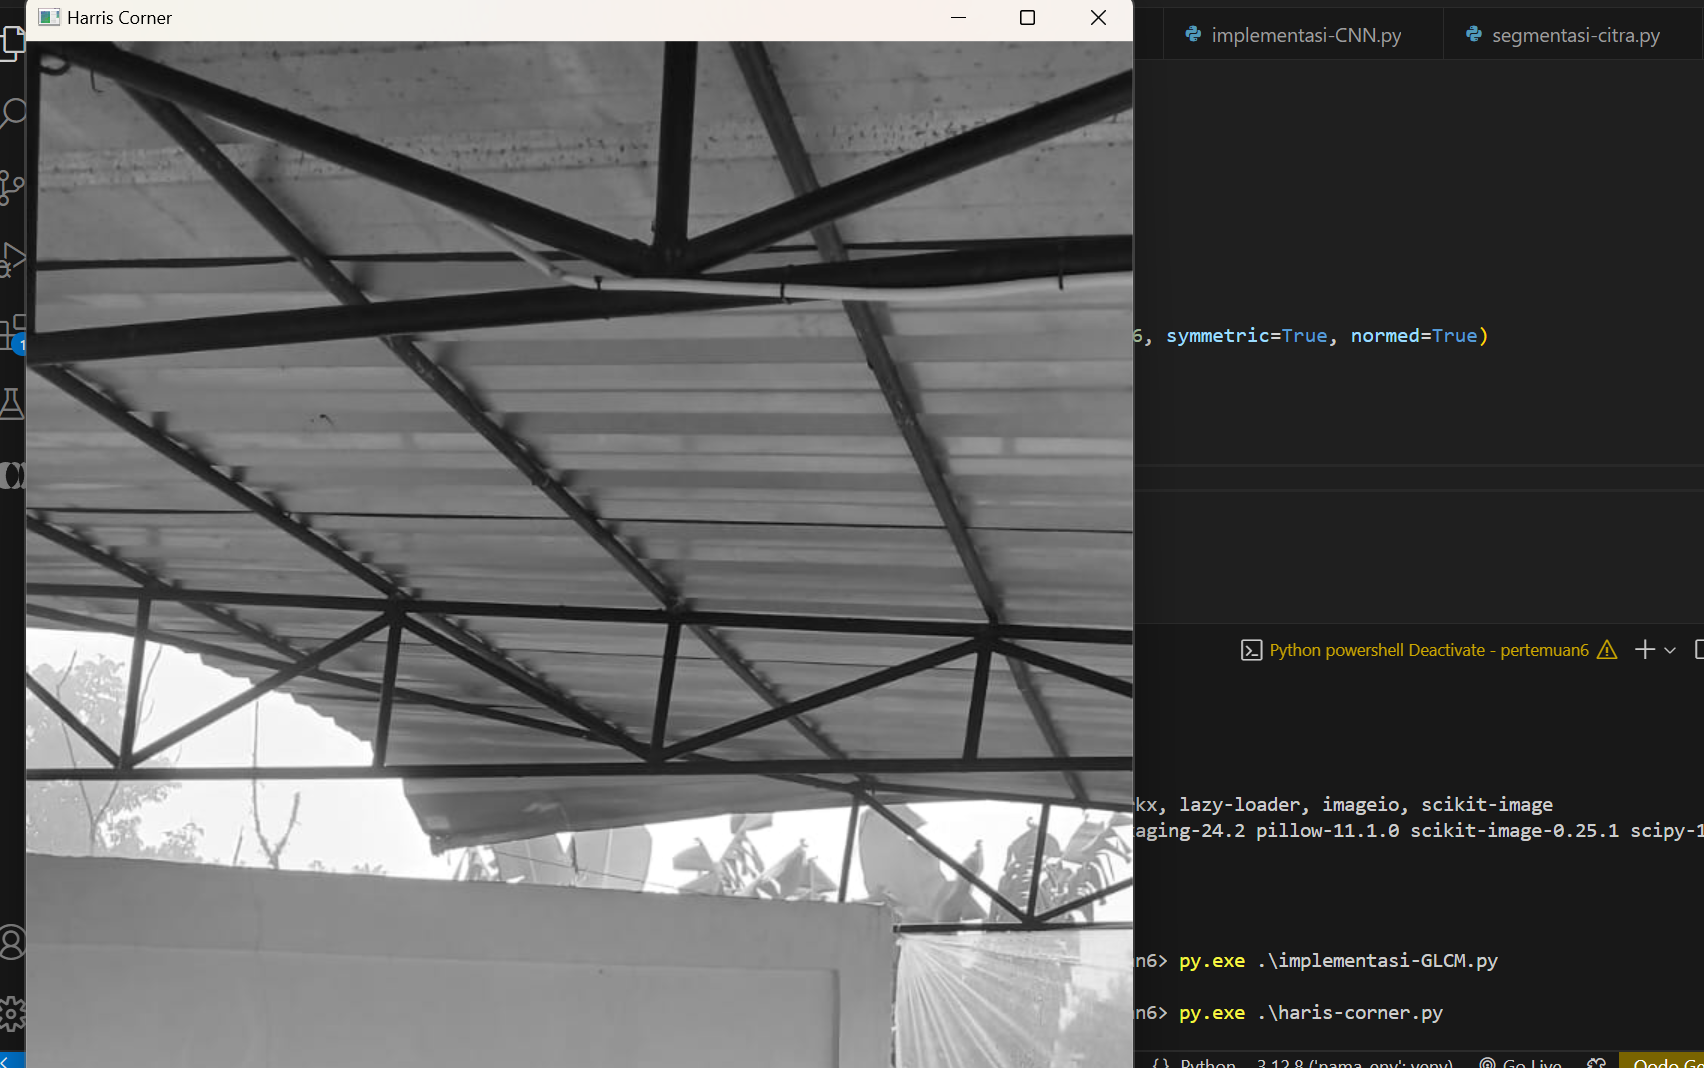 Harris Corner
implementasi-CNN.py
segmentasi-citra.py
1
6, symmetric=True, normed=True)
Python powershell Deactivate - pertemuan6
kx, lazy-loader, imageio, scikit-image
aging-24.2 pillow-11.1.0 scikit-image-0.25.1 scipy-1
n6> py.exe .\implementasi-GLCM.py
n6> py.exe .\haris-corner.py
{} Python 3.12.8 ('nama_env': venv) Go Live Qodo Ge